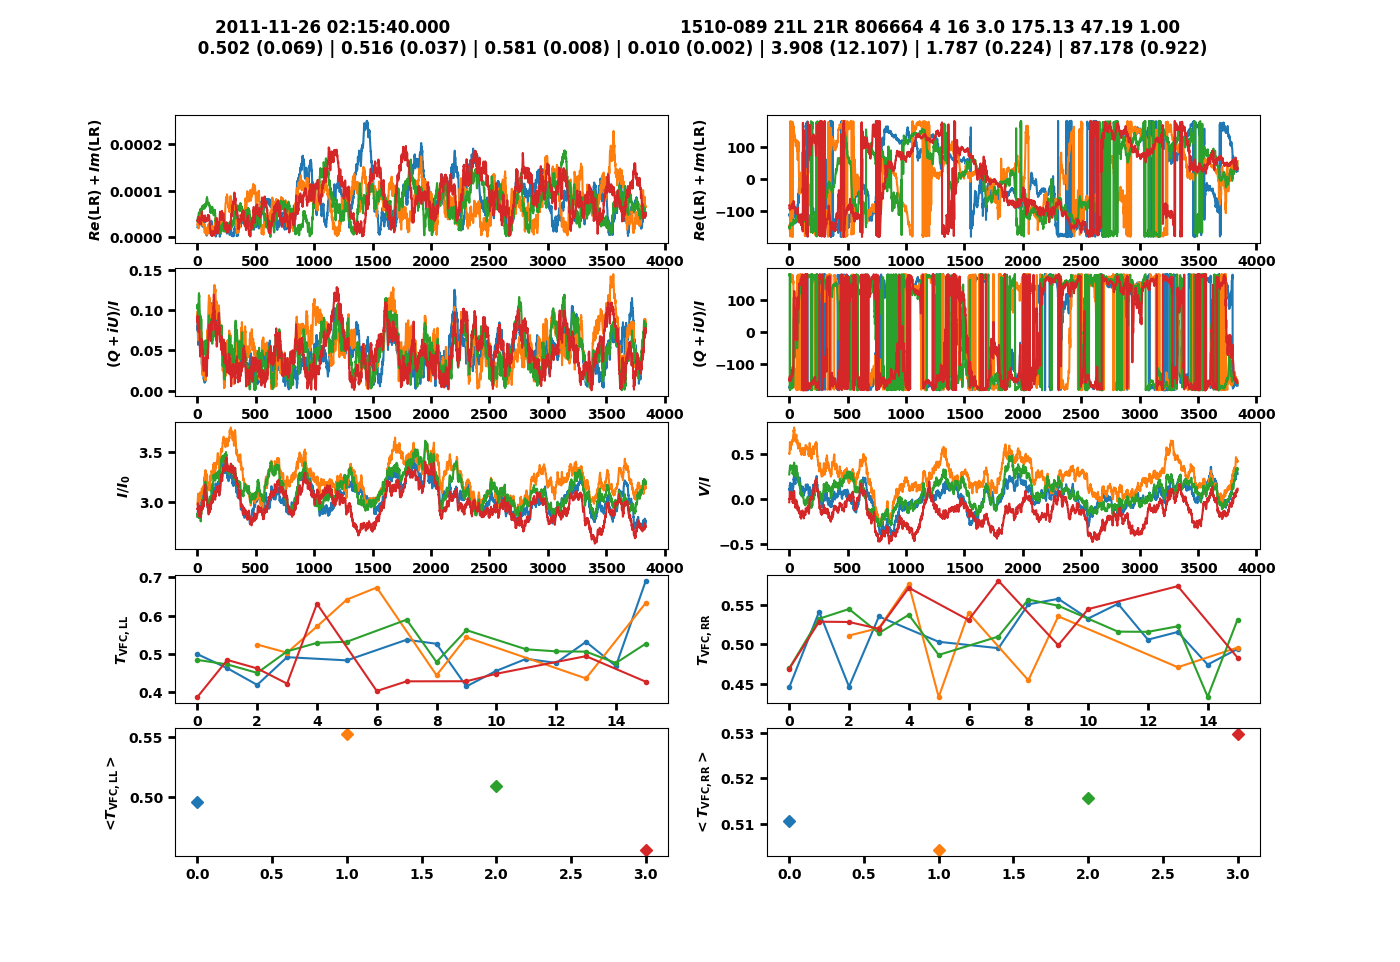 2011-11-26 02:15:40.000 1510-089 21L 21R 806664 4 16 3.0 175.13 47.19 1.00
0.502 (0.069) | 0.516 (0.037) | 0.581 (0.008) | 0.010 (0.002) | 3.908 (12.107) | 1.787 (0.224) | 87.178 (0.922)
Re(LR) + Im(LR)
0.0002
0.0001
0.0000
0 500 1000 1500 2000 2500 3000 3500 4000
Re(LR) + Im(LR)
100
0
−100
0 500 1000 1500 2000 2500 3000 3500 4000
(Q + iU)/I
0.15
0.10
0.05
0.00
0 500 1000 1500 2000 2500 3000 3500 4000
(Q + iU)/I
100
0
−100
0 500 1000 1500 2000 2500 3000 3500 4000
I/I0
3.5
3.0
0 500 1000 1500 2000 2500 3000 3500 4000
V/I
0.5
0.0
−0.5
0 500 1000 1500 2000 2500 3000 3500 4000
TVFC, LL
0.7
0.6
0.5
0.4
0 2 4 6 8 10 12 14
TVFC, RR
0.55
0.50
0.45
0 2 4 6 8 10 12 14
<TVFC, LL >
0.55
0.50
0.0 0.5 1.0 1.5 2.0 2.5 3.0
< TVFC, RR >
0.53
0.52
0.51
0.0 0.5 1.0 1.5 2.0 2.5 3.0